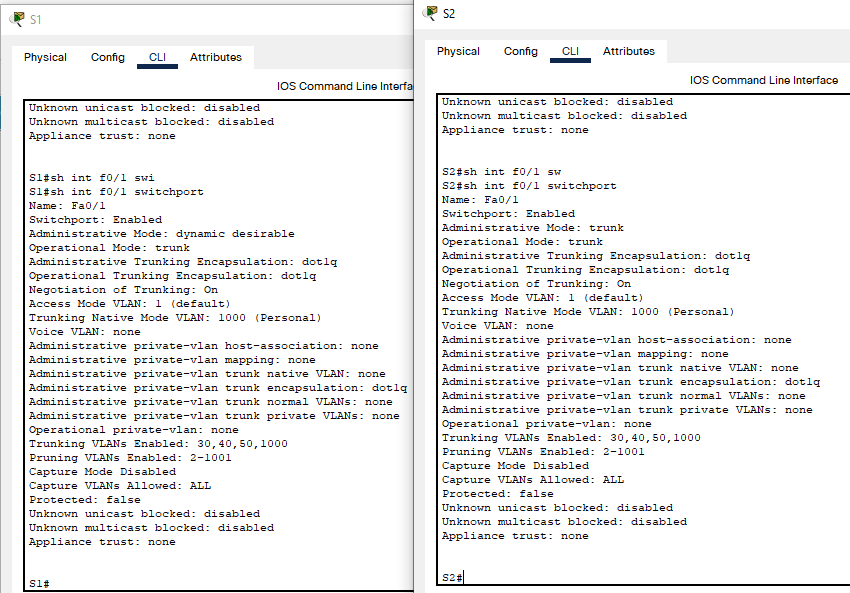 S1
Physical Config CLI Attributes
IOS Command Line Interfa
Unknown unicast blocked: disabled
Unknown multicast blocked: disabled
Appliance trust: none
S1#sh int f0/1 swi
S1#sh int f0/1 switchport
Name: Fa0/1
Switchport: Enabled
Administrative Mode: dynamic desirable
Operational Mode: trunk
Administrative Trunking Encapsulation: dot1q
Operational Trunking Encapsulation: dot1q
Negotiation of Trunking: On
Access Mode VLAN: 1 (default)
Trunking Native Mode VLAN: 1000 (Personal)
Voice VLAN: none
Administrative private-vlan host-association: none
Administrative private-vlan mapping: none
Administrative private-vlan trunk native VLAN: none
Administrative private-vlan trunk encapsulation: dot1q
Administrative private-vlan trunk normal VLANs: none
Administrative private-vlan trunk private VLANs: none
Operational private-vlan: none
Trunking VLANs Enabled: 30,40,50,1000
Pruning VLANs Enabled: 2-1001
Capture Mode Disabled
Capture VLANs Allowed: ALL
Protected: false
Unknown unicast blocked: disabled
Unknown multicast blocked: disabled
Appliance trust: none
S1#
S2
Physical Config CLI Attributes
IOS Command Line Interface
Unknown unicast blocked: disabled
Unknown multicast blocked: disabled
Appliance trust: none
S2#sh int f0/1 sw
S2#sh int f0/1 switchport
Name: Fa0/1
Switchport: Enabled
Administrative Mode: trunk
Operational Mode: trunk
Administrative Trunking Encapsulation: dot1q
Operational Trunking Encapsulation: dot1q
Negotiation of Trunking: On
Access Mode VLAN: 1 (default)
Trunking Native Mode VLAN: 1000 (Personal)
Voice VLAN: none
Administrative private-vlan host-association: none
Administrative private-vlan mapping: none
Administrative private-vlan trunk native VLAN: none
Administrative private-vlan trunk encapsulation: dot1q
Administrative private-vlan trunk normal VLANs: none
Administrative private-vlan trunk private VLANs: none
Operational private-vlan: none
Trunking VLANs Enabled: 30,40,50,1000
Pruning VLANs Enabled: 2-1001
Capture Mode Disabled
Capture VLANs Allowed: ALL
Protected: false
Unknown unicast blocked: disabled
Unknown multicast blocked: disabled
Appliance trust: none
S2#